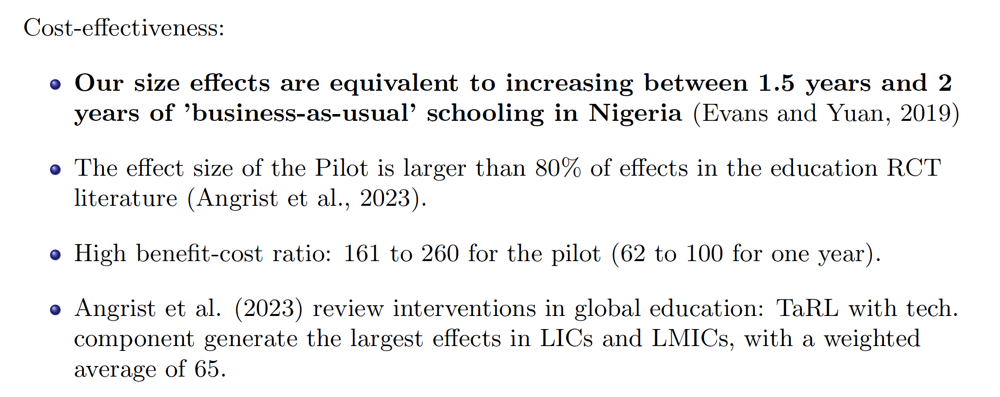 Cost-effectiveness:
Our size effects are equivalent to increasing between 1.5 years and 2
years of ’business-as-usual’ schooling in Nigeria (Evans and Yuan, 2019)
The effect size of the Pilot is larger than 80% of effects in the education RCT
literature (Angrist et al., 2023).
High benefit-cost ratio: 161 to 260 for the pilot (62 to 100 for one year).
Angrist et al. (2023) review interventions in global education: TaRL with tech.
component generate the largest effects in LICs and LMICs, with a weighted
average of 65.